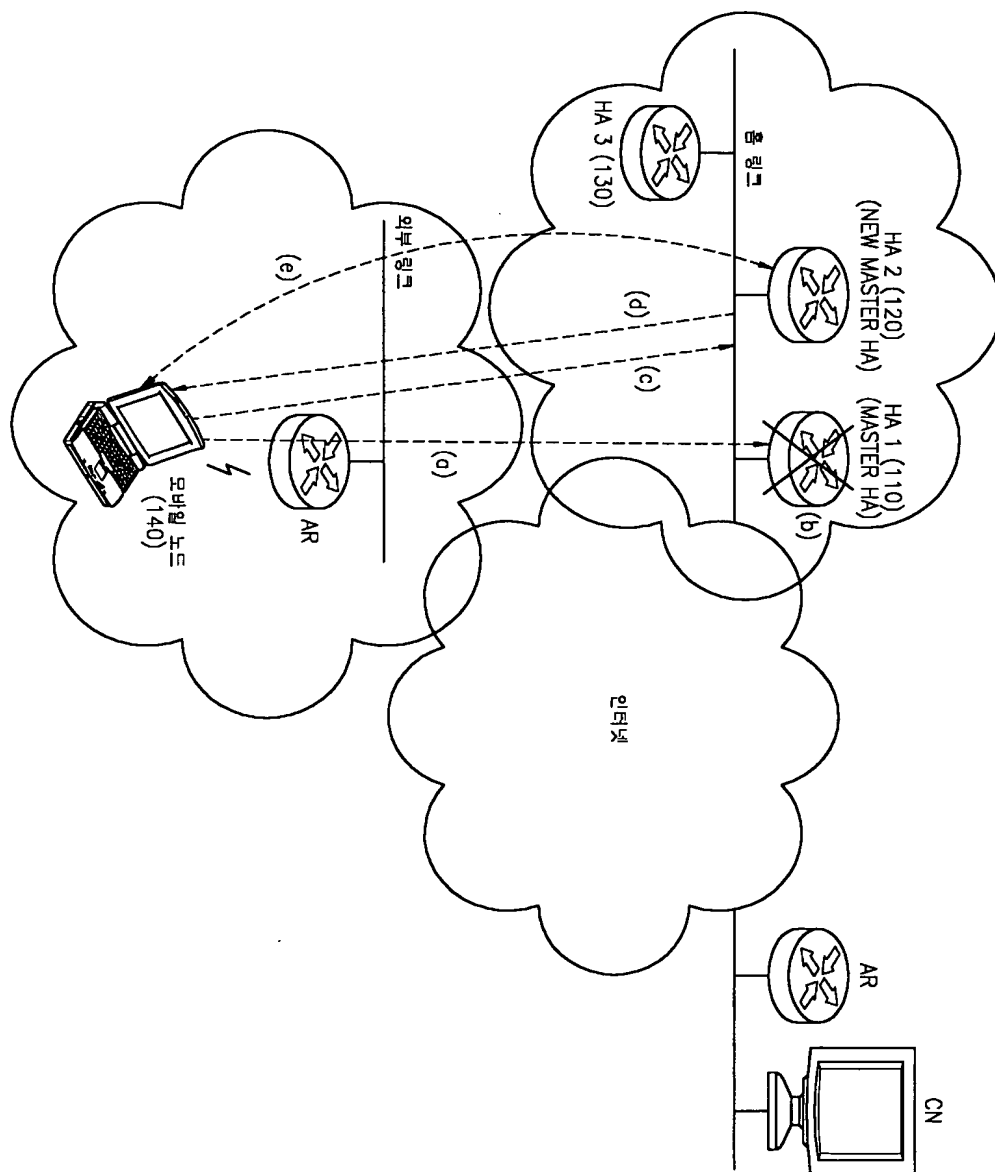 HA 3 (130)
홈 링크
HA 2 (120)
(NEW MASTER HA)
HA 1 (110)
(MASTER HA)
(b)
(d)
(c)
(a)
(e)
외부 링크
AR
모바일 노드
(140)
인터넷
AR
CN